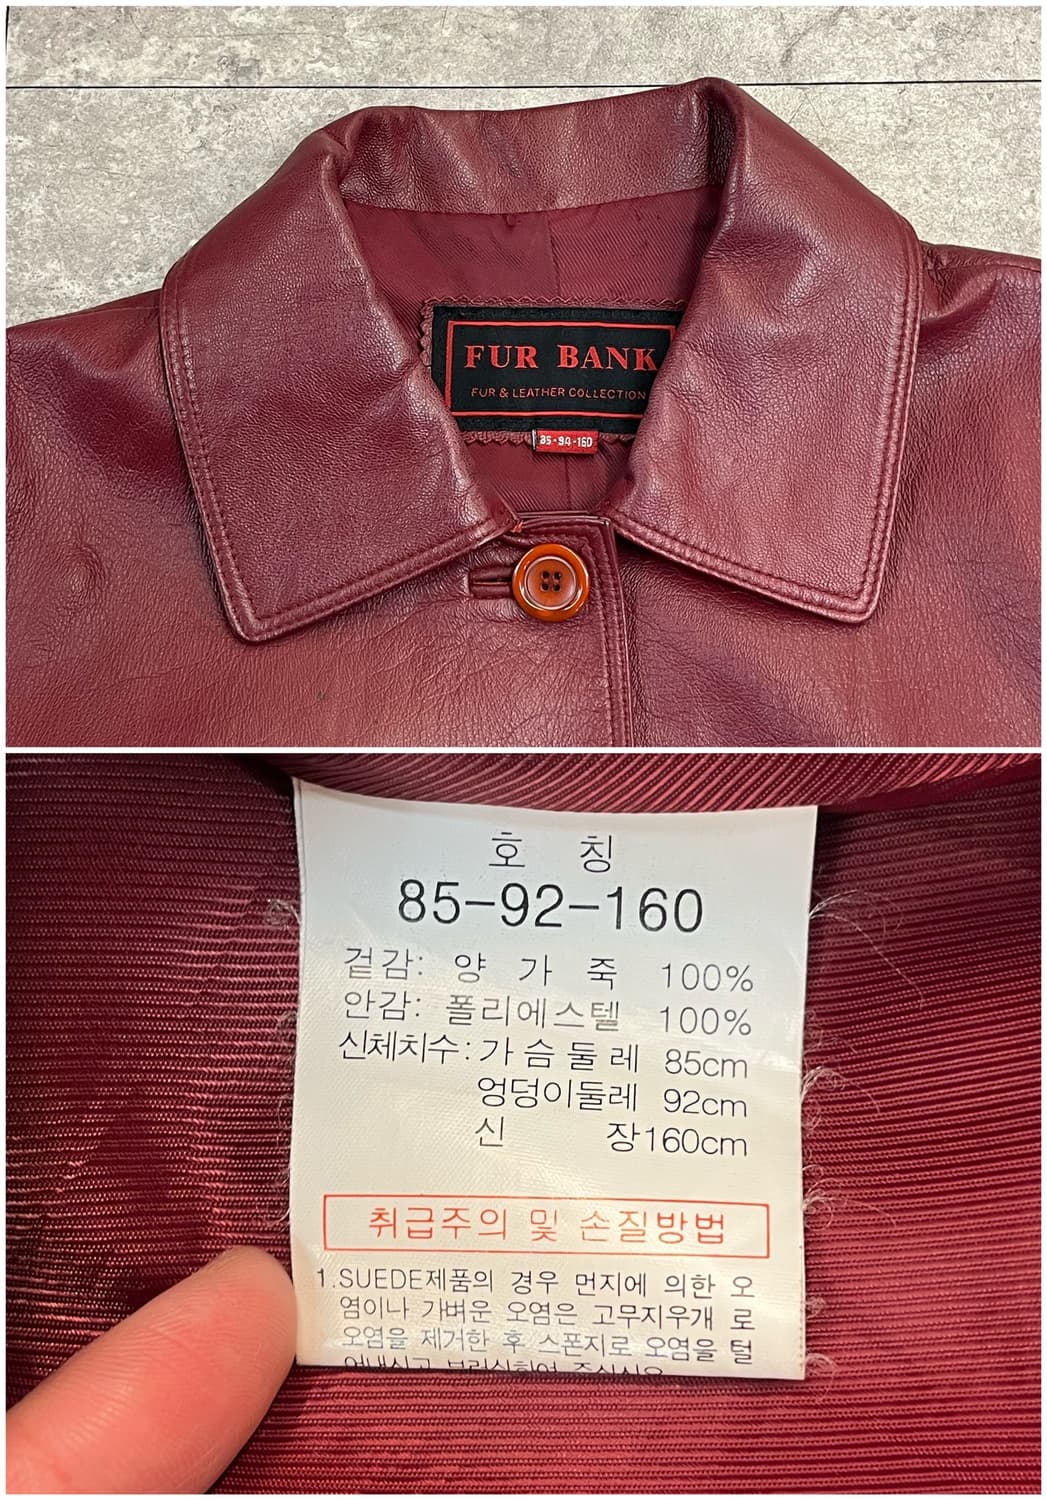 FUR BANK
FUR & LEATHER COLLECTION
85-94-160
호 칭
85-92-160
겉감: 양 가 죽 100%
안감: 폴리에스텔 100%
신체치수: 가 슴 둘 레 85cm
엉덩이둘레 92cm
신 장160cm
취급주의 및 손질방법
1.SUEDE제품의 경우 먼지에 의한 오
염이나 가벼운 오염은 고무지우개 로
오염을 제거한 후 스폰지로 오염을 털